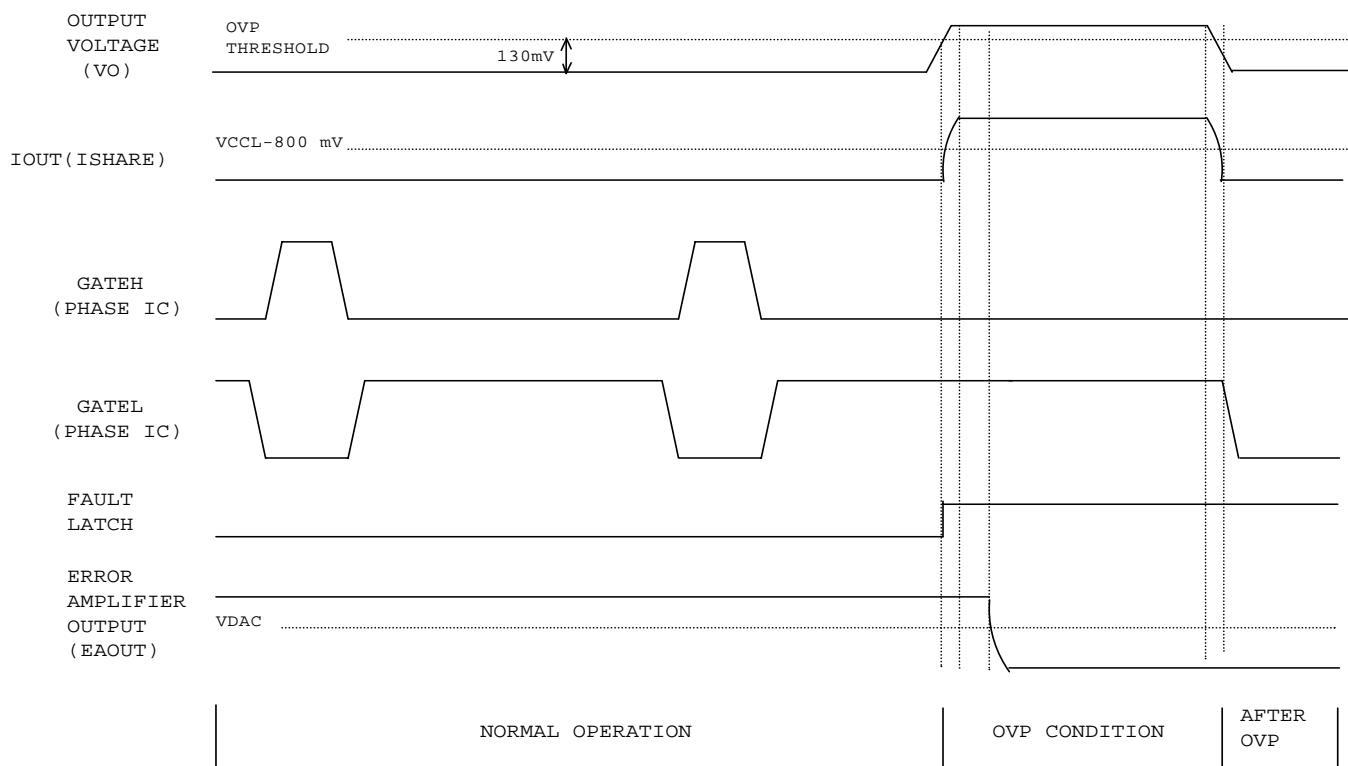 OUTPUT
VOLTAGE
(VO)
OVP
THRESHOLD
130mV
IOUT(ISHARE)
VCCL-800 mV
GATEH
(PHASE IC)
GATEL
(PHASE IC)
FAULT
LATCH
ERROR
AMPLIFIER
OUTPUT
(EAOUT)
VDAC
NORMAL OPERATION
OVP CONDITION
AFTER
OVP